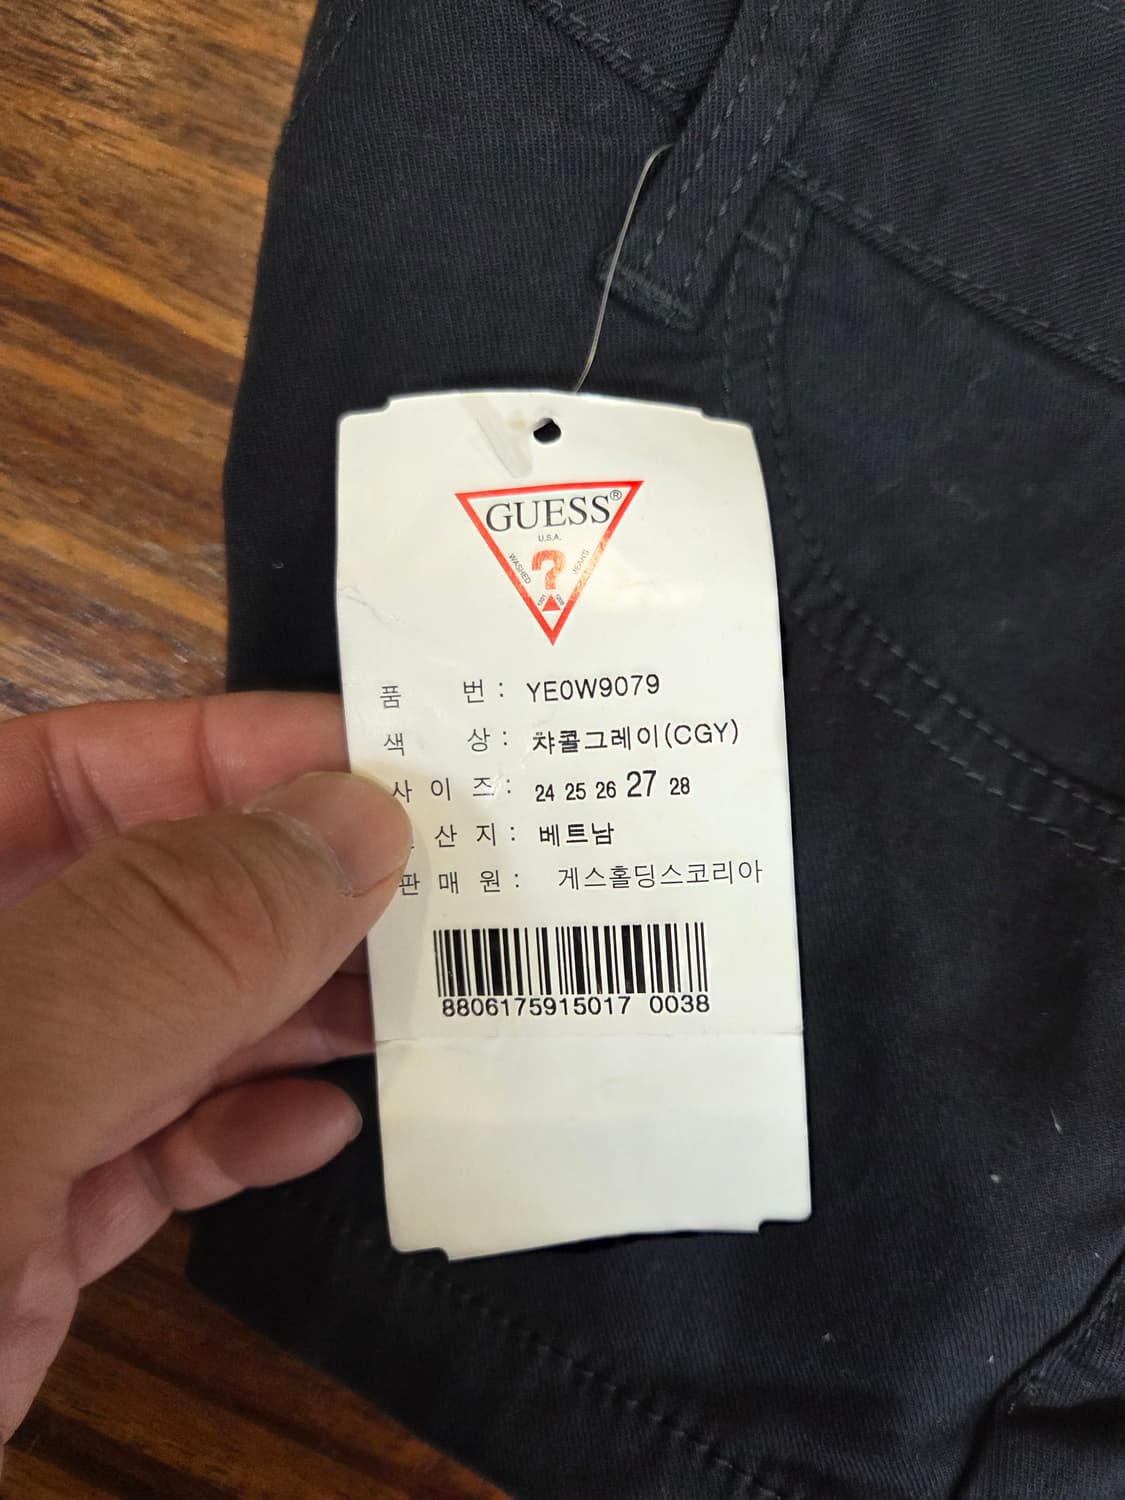 GUESS®
U.S.A.
WASHED JEANS
?
품 번 : YE0W9079
색 상 : 챠콜그레이(CGY)
사 이 즈 : 24 25 26 27 28
산 지 : 베트남
판 매 원 : 게스홀딩스코리아
8806175915017 0038